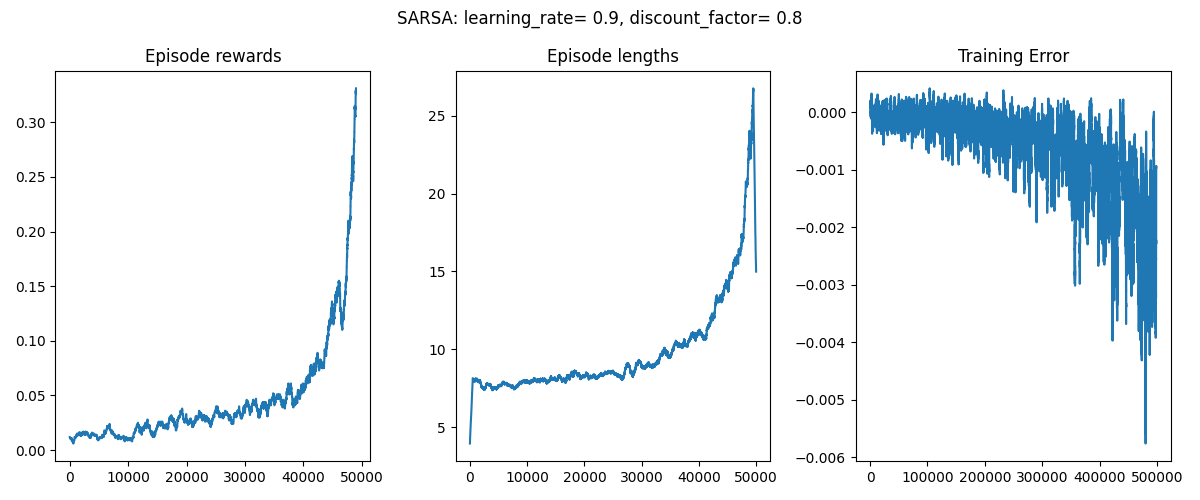 SARSA: learning_rate= 0.9, discount_factor= 0.8
Episode rewards
0.30
0.25
0.20
0.15
0.10
0.05
0.00
0 10000 20000 30000 40000 50000
Episode lengths
25
20
15
10
5
0 10000 20000 30000 40000 50000
Training Error
0.000
−0.001
−0.002
−0.003
−0.004
−0.005
−0.006
0 100000 200000 300000 400000 500000